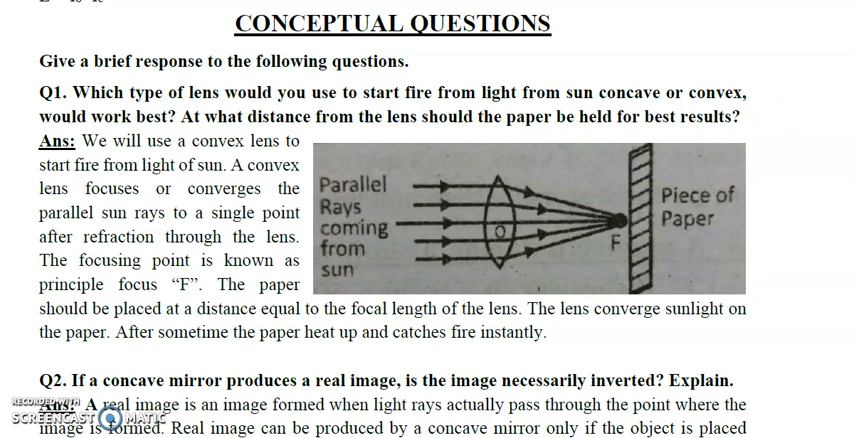 CONCEPTUAL QUESTIONS
Give a brief response to the following questions.
Q1. Which type of lens would you use to start fire from light from sun concave or convex,
would work best? At what distance from the lens should the paper be held for best results?
Ans: We will use a convex lens to
start fire from light of sun. A convex
lens focuses or converges the
parallel sun rays to a single point
after refraction through the lens.
The focusing point is known as
principle focus “F”. The paper
Parallel
Rays
coming
from
sun
O
F
Piece of
Paper
should be placed at a distance equal to the focal length of the lens. The lens converge sunlight on
the paper. After sometime the paper heat up and catches fire instantly.
Q2. If a concave mirror produces a real image, is the image necessarily inverted? Explain.
Ans: A real image is an image formed when light rays actually pass through the point where the
image is formed. Real image can be produced by a concave mirror only if the object is placed
RECORDED WITH
SCREENCAST MATIC